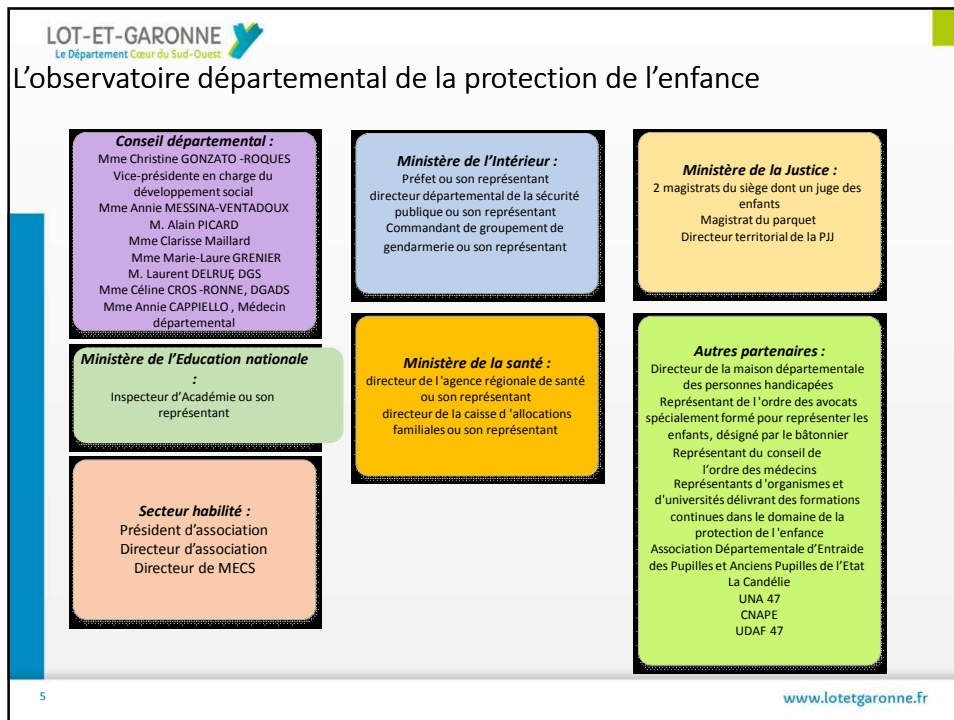 LOT-ET-GARONNE
Le Département Cœur du Sud-Ouest
L'observatoire départemental de la protection de l'enfance
Conseil départemental :
Mme Christine GONZATO -ROQUES
Vice-présidente en charge du
développement social
Mme Annie MESSINA-VENTADOUX
M. Alain PICARD
Mme Clarisse Maillard
Mme Marie-Laure GRENIER
M. Laurent DELRUE, DGS
Mme Céline CROS -RONNE, DGADS
Mme Annie CAPPIELLO , Médecin
départemental
Ministère de l'Intérieur :
Préfet ou son représentant
directeur départemental de la sécurité
publique ou son représentant
Commandant de groupement de
gendarmerie ou son représentant
Ministère de la Justice :
2 magistrats du siège dont un juge des
enfants
Magistrat du parquet
Directeur territorial de la PJJ
Ministère de l'Education nationale
:
Inspecteur d'Académie ou son
représentant
Ministère de la santé :
directeur de l 'agence régionale de santé
ou son représentant
directeur de la caisse d 'allocations
familiales ou son représentant
Autres partenaires :
Directeur de la maison départementale
des personnes handicapées
Représentant de l 'ordre des avocats
spécialement formé pour représenter les
enfants, désigné par le bâtonnier
Représentant du conseil de
l'ordre des médecins
Représentants d 'organismes et
d'universités délivrant des formations
continues dans le domaine de la
protection de l 'enfance
Association Départementale d'Entraide
des Pupilles et Anciens Pupilles de l'Etat
La Candélie
UNA 47
CNAPE
UDAF 47
Secteur habilité :
Président d'association
Directeur d'association
Directeur de MECS
5
www.lotetgaronne.fr